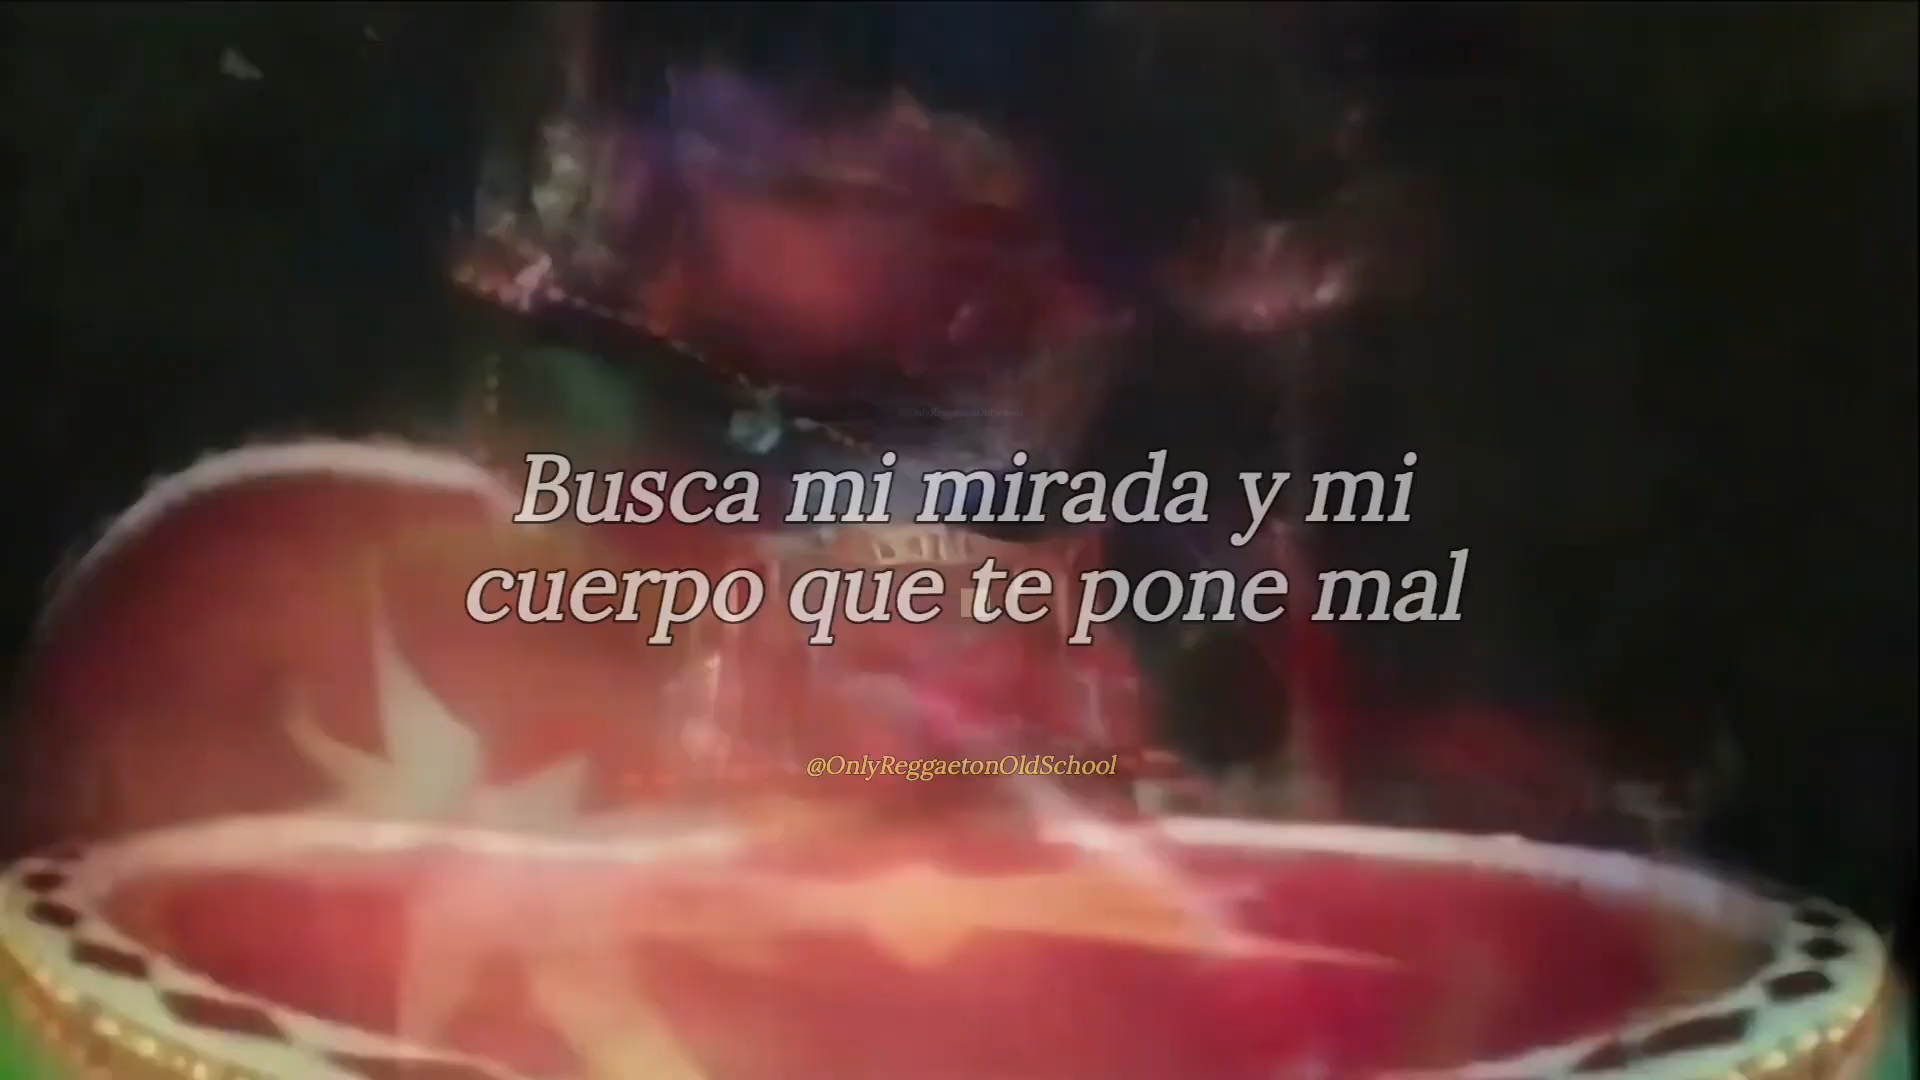 Busca mi mirada y mi
cuerpo que te pone mal
@OnlyReggaetonOldSchool